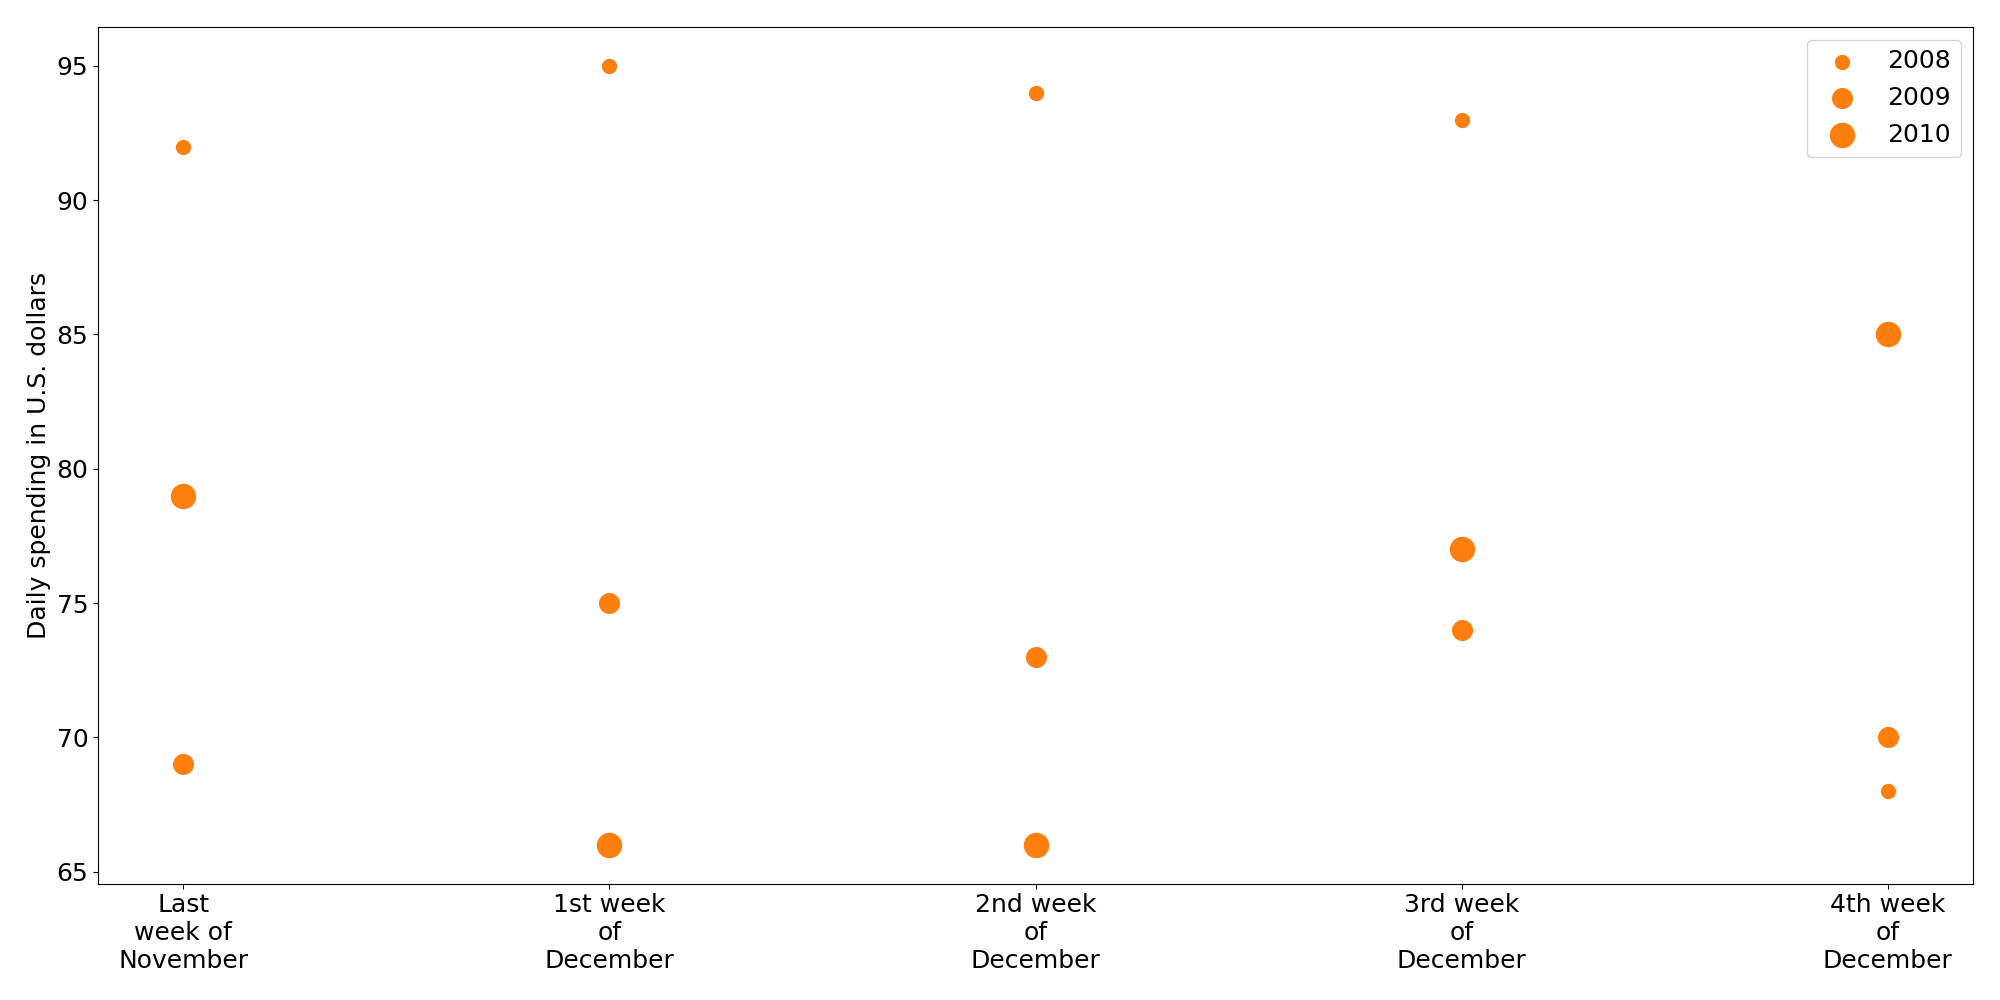 95
90
85
80
75
70
65
Daily spending in U.S. dollars
2008
2009
2010
Last
week of
November
1st week
of
December
2nd week
of
December
3rd week
of
December
4th week
of
December